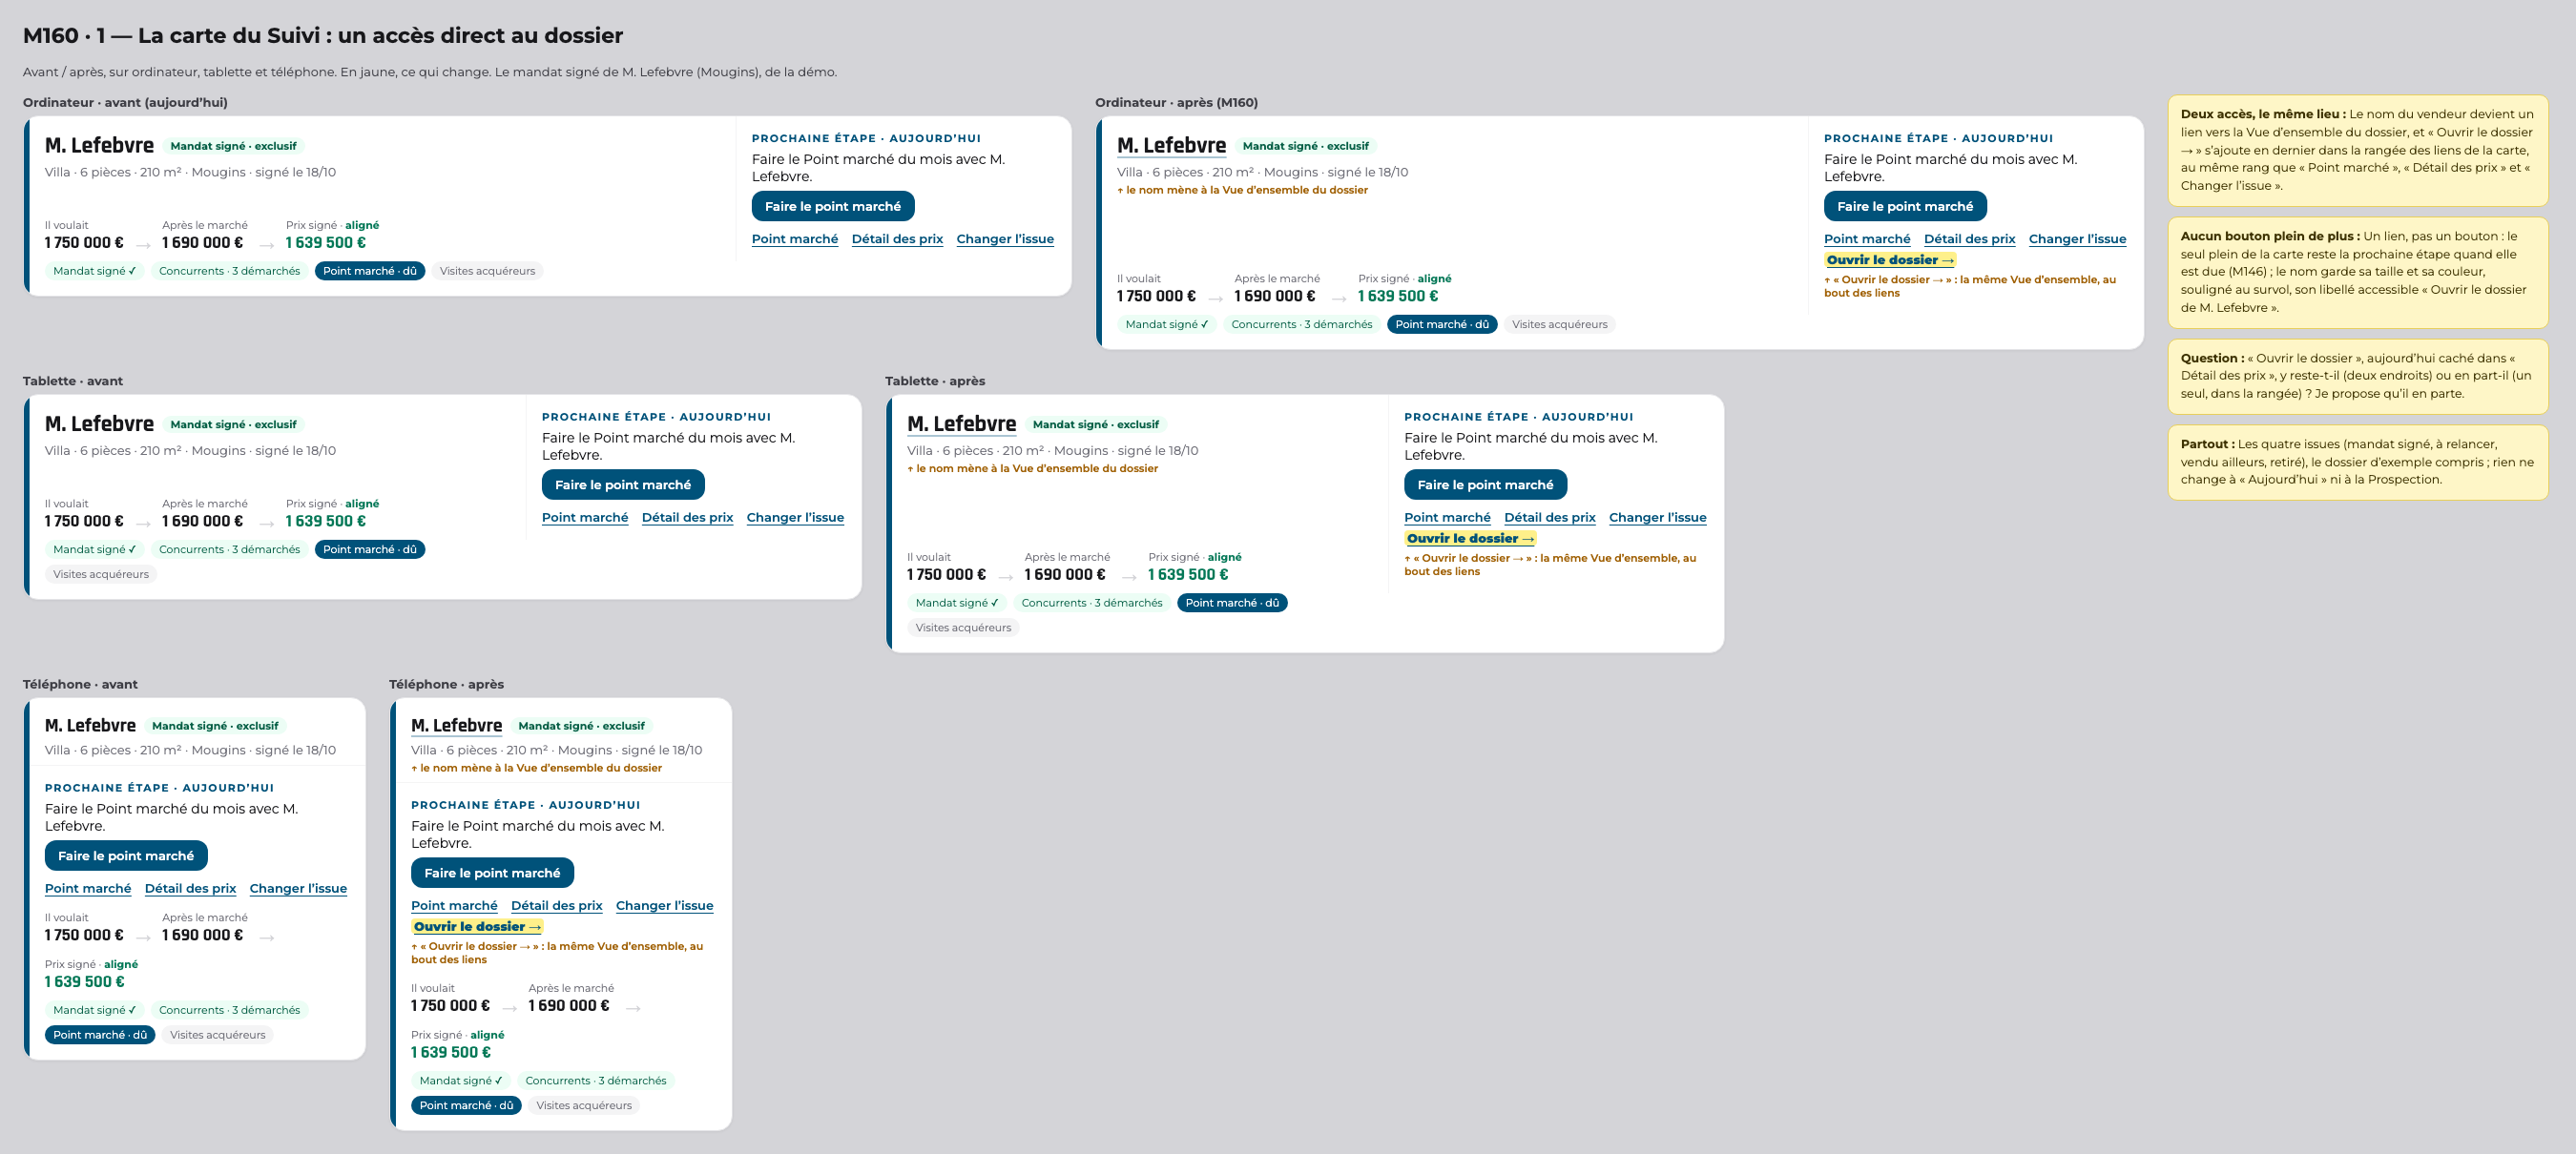 M160 · 1 — La carte du Suivi : un accès direct au dossier
Avant / après, sur ordinateur, tablette et téléphone. En jaune, ce qui change. Le mandat signé de M. Lefebvre (Mougins), de la démo.
Ordinateur · avant (aujourd’hui)
M. Lefebvre Mandat signé · exclusif
Villa · 6 pièces · 210 m² · Mougins · signé le 18/10
Il voulait Après le marché Prix signé · aligné
1 750 000 € → 1 690 000 € → 1 639 500 €
Mandat signé ✓ Concurrents · 3 démarchés Point marché · dû Visites acquéreurs
PROCHAINE ÉTAPE · AUJOURD’HUI
Faire le Point marché du mois avec M.
Lefebvre.
Faire le point marché
Point marché Détail des prix Changer l’issue
Ordinateur · après (M160)
M. Lefebvre Mandat signé · exclusif
Villa · 6 pièces · 210 m² · Mougins · signé le 18/10
↑ le nom mène à la Vue d’ensemble du dossier
Il voulait Après le marché Prix signé · aligné
1 750 000 € → 1 690 000 € → 1 639 500 €
Mandat signé ✓ Concurrents · 3 démarchés Point marché · dû Visites acquéreurs
PROCHAINE ÉTAPE · AUJOURD’HUI
Faire le Point marché du mois avec M.
Lefebvre.
Faire le point marché
Point marché Détail des prix Changer l’issue
Ouvrir le dossier →
↑ « Ouvrir le dossier → » : la même Vue d’ensemble, au
bout des liens
Deux accès, le même lieu : Le nom du vendeur devient un
lien vers la Vue d’ensemble du dossier, et « Ouvrir le dossier
→ » s’ajoute en dernier dans la rangée des liens de la carte,
au même rang que « Point marché », « Détail des prix » et «
Changer l’issue ».
Aucun bouton plein de plus : Un lien, pas un bouton : le
seul plein de la carte reste la prochaine étape quand elle
est due (M146) ; le nom garde sa taille et sa couleur,
souligné au survol, son libellé accessible « Ouvrir le dossier
de M. Lefebvre ».
Question : « Ouvrir le dossier », aujourd’hui caché dans «
Détail des prix », y reste-t-il (deux endroits) ou en part-il (un
seul, dans la rangée) ? Je propose qu’il en parte.
Partout : Les quatre issues (mandat signé, à relancer,
vendu ailleurs, retiré), le dossier d’exemple compris ; rien ne
change à « Aujourd’hui » ni à la Prospection.
Tablette · avant
M. Lefebvre Mandat signé · exclusif
Villa · 6 pièces · 210 m² · Mougins · signé le 18/10
Il voulait Après le marché Prix signé · aligné
1 750 000 € → 1 690 000 € → 1 639 500 €
Mandat signé ✓ Concurrents · 3 démarchés Point marché · dû
Visites acquéreurs
PROCHAINE ÉTAPE · AUJOURD’HUI
Faire le Point marché du mois avec M.
Lefebvre.
Faire le point marché
Point marché Détail des prix Changer l’issue
Tablette · après
M. Lefebvre Mandat signé · exclusif
Villa · 6 pièces · 210 m² · Mougins · signé le 18/10
↑ le nom mène à la Vue d’ensemble du dossier
Il voulait Après le marché Prix signé · aligné
1 750 000 € → 1 690 000 € → 1 639 500 €
Mandat signé ✓ Concurrents · 3 démarchés Point marché · dû
Visites acquéreurs
PROCHAINE ÉTAPE · AUJOURD’HUI
Faire le Point marché du mois avec M.
Lefebvre.
Faire le point marché
Point marché Détail des prix Changer l’issue
Ouvrir le dossier →
↑ « Ouvrir le dossier → » : la même Vue d’ensemble, au
bout des liens
Téléphone · avant
M. Lefebvre Mandat signé · exclusif
Villa · 6 pièces · 210 m² · Mougins · signé le 18/10
PROCHAINE ÉTAPE · AUJOURD’HUI
Faire le Point marché du mois avec M.
Lefebvre.
Faire le point marché
Point marché Détail des prix Changer l’issue
Il voulait Après le marché
1 750 000 € → 1 690 000 € →
Prix signé · aligné
1 639 500 €
Mandat signé ✓ Concurrents · 3 démarchés
Point marché · dû Visites acquéreurs
Téléphone · après
M. Lefebvre Mandat signé · exclusif
Villa · 6 pièces · 210 m² · Mougins · signé le 18/10
↑ le nom mène à la Vue d’ensemble du dossier
PROCHAINE ÉTAPE · AUJOURD’HUI
Faire le Point marché du mois avec M.
Lefebvre.
Faire le point marché
Point marché Détail des prix Changer l’issue
Ouvrir le dossier →
↑ « Ouvrir le dossier → » : la même Vue d’ensemble, au
bout des liens
Il voulait Après le marché
1 750 000 € → 1 690 000 € →
Prix signé · aligné
1 639 500 €
Mandat signé ✓ Concurrents · 3 démarchés
Point marché · dû Visites acquéreurs